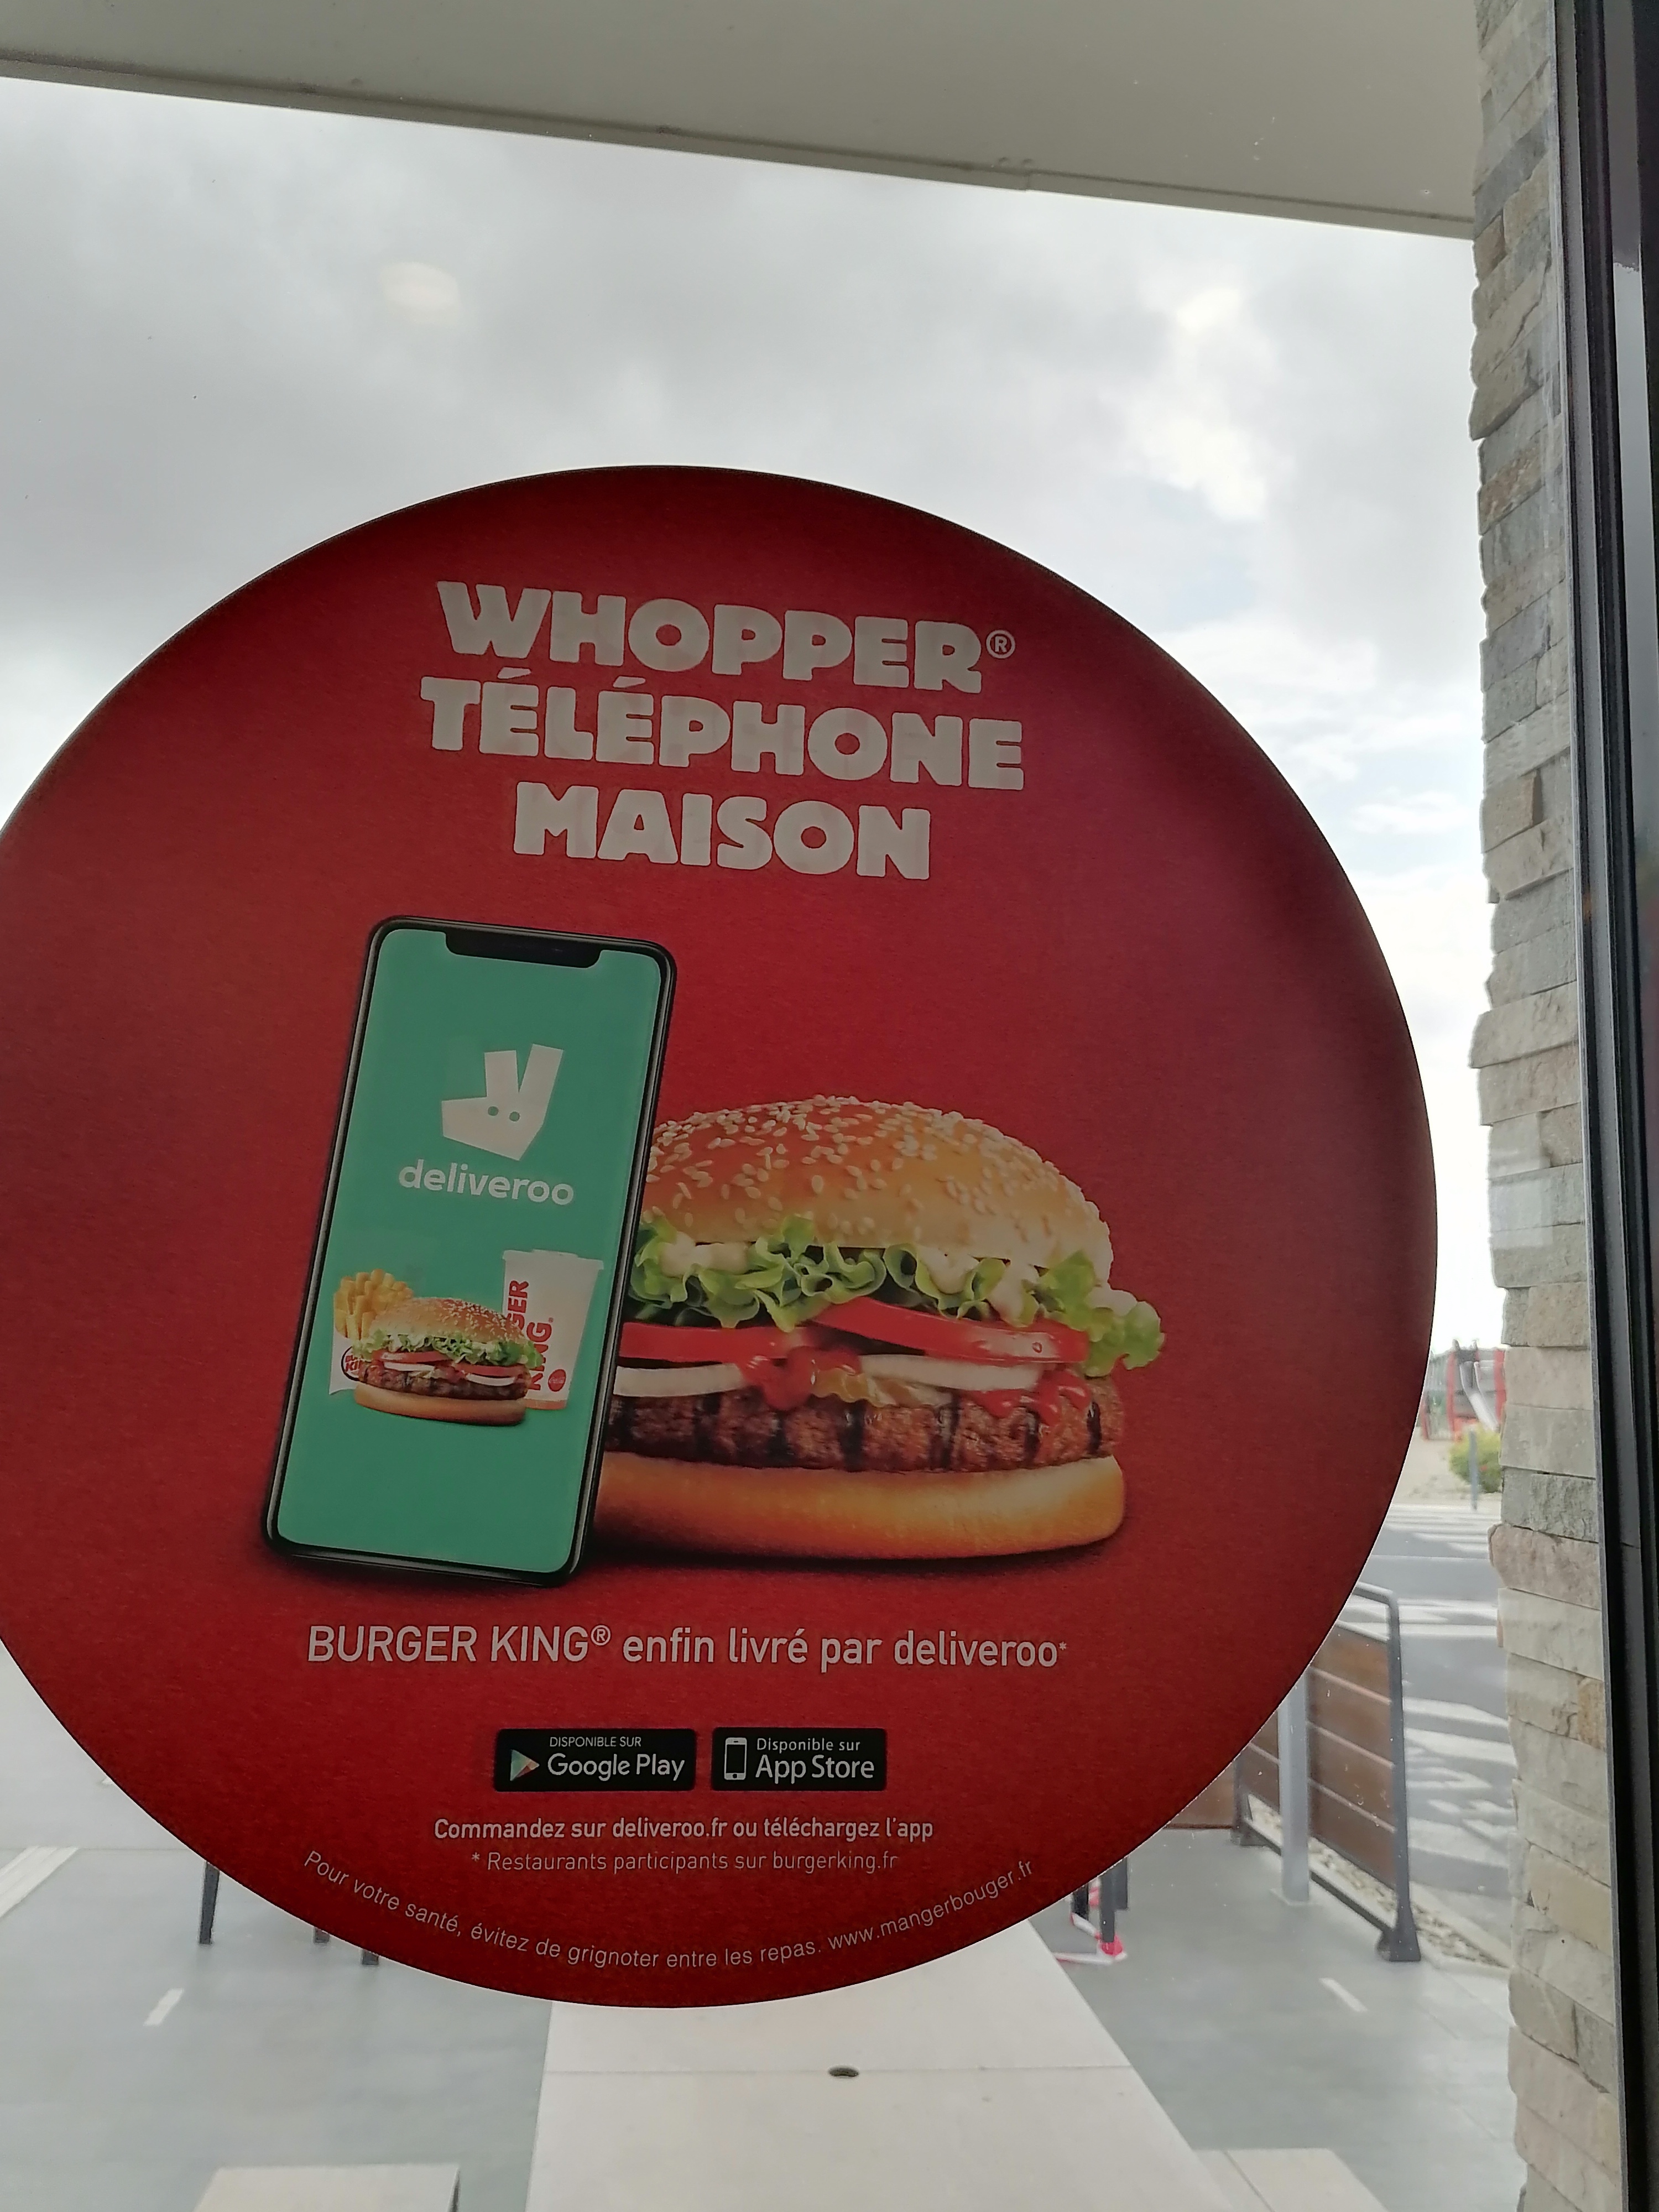 WHOPPER®
TÉLÉPHONE
MAISON
deliveroo
BURGER KING® enfin livré par deliveroo*
DISPONIBLE SUR
Google Play
Disponible sur
App Store
Commandez sur deliveroo.fr ou téléchargez l'app
* Restaurants participants sur burgerking.fr
Pour votre santé, évitez de grignoter entre les repas. www.mangerbouger.fr